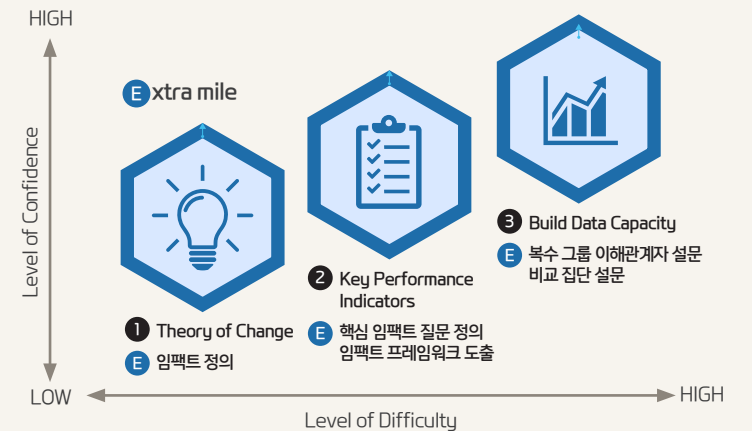 HIGH
Level of Confidence
E xtra mile
1 Theory of Change
E 임팩트 정의
2 Key Performance
Indicators
E 핵심 임팩트 질문 정의
임팩트 프레임워크 도출
3 Build Data Capacity
E 복수 그룹 이해관계자 설문
비교 집단 설문
LOW
HIGH
Level of Difficulty